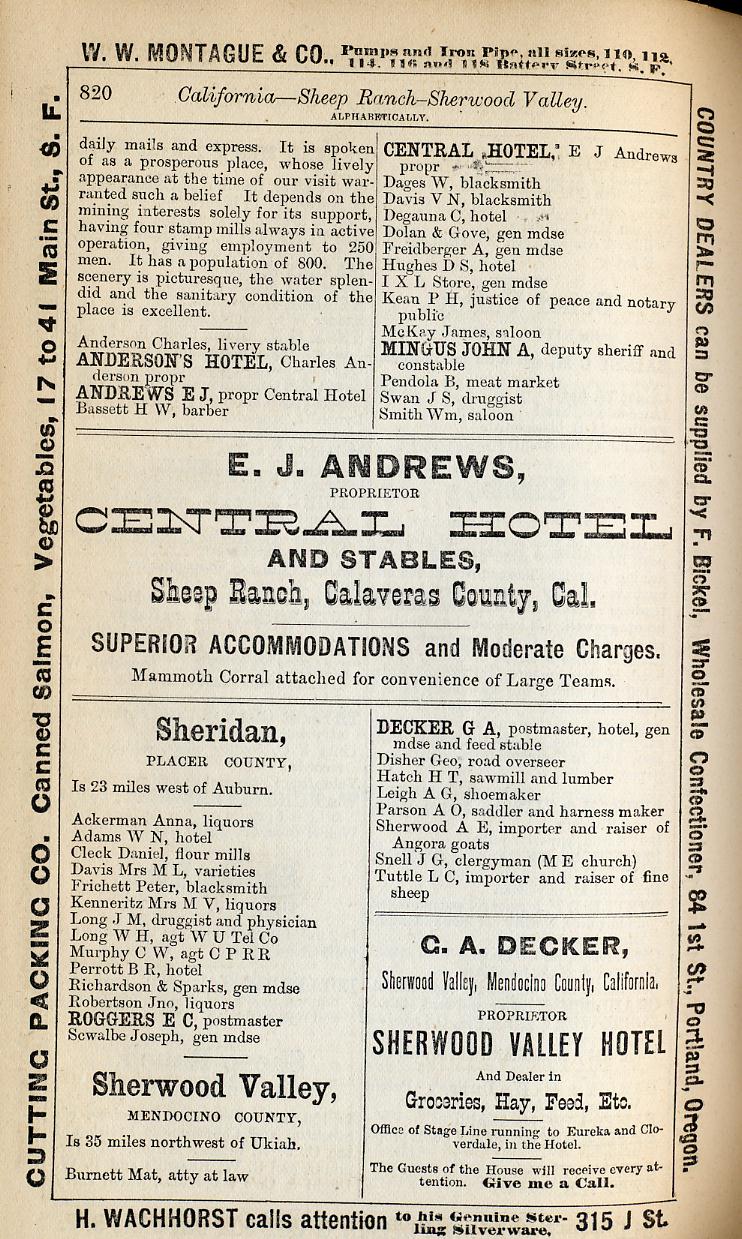 W. W. MONTAGUE & CO., Pumps and Iron Pipe, all sizes, 110, 112,
114, 116 and 118 Battery Street, S. F.
820 California—Sheep Ranch–Sherwood Valley.
ALPHABETICALLY.
daily mails and express. It is spoken
of as a prosperous place, whose lively
appearance at the time of our visit war-
ranted such a belief It depends on the
mining interests solely for its support,
having four stamp mills always in active
operation, giving employment to 250
men. It has a population of 800. The
scenery is picturesque, the water splen-
did and the sanitary condition of the
place is excellent.
Anderson Charles, livery stable
ANDERSON'S HOTEL, Charles An-
derson propr
ANDREWS E J, propr Central Hotel
Bassett H W, barber
CENTRAL HOTEL, E J Andrews
propr
Dages W, blacksmith
Davis V N, blacksmith
Degauna C, hotel
Dolan & Gove, gen mdse
Freidberger A, gen mdse
Hughes D S, hotel
I X L Store, gen mdse
Kean P H, justice of peace and notary
public
McKay James, saloon
MINGUS JOHN A, deputy sheriff and
constable
Pendola B, meat market
Swan J S, druggist
Smith Wm, saloon
E. J. ANDREWS,
PROPRIETOR
CENTRAL HOTEL
AND STABLES,
Sheep Ranch, Calaveras County, Cal.
SUPERIOR ACCOMMODATIONS and Moderate Charges.
Mammoth Corral attached for convenience of Large Teams.
Sheridan,
PLACER COUNTY,
Is 23 miles west of Auburn.
Ackerman Anna, liquors
Adams W N, hotel
Cleck Daniel, flour mills
Davis Mrs M L, varieties
Frichett Peter, blacksmith
Kenneritz Mrs M V, liquors
Long J M, druggist and physician
Long W H, agt W U Tel Co
Murphy C W, agt C P R R
Perrott B R, hotel
Richardson & Sparks, gen mdse
Robertson Jno, liquors
ROGGERS E C, postmaster
Scwalbe Joseph, gen mdse
Sherwood Valley,
MENDOCINO COUNTY,
Is 35 miles northwest of Ukiah.
Burnett Mat, atty at law
DECKER G A, postmaster, hotel, gen
mdse and feed stable
Disher Geo, road overseer
Hatch H T, sawmill and lumber
Leigh A G, shoemaker
Parson A O, saddler and harness maker
Sherwood A E, importer and raiser of
Angora goats
Snell J G, clergyman (M E church)
Tuttle L C, importer and raiser of fine
sheep
G. A. DECKER,
Sherwood Valley, Mendocino County, California,
PROPRIETOR
SHERWOOD VALLEY HOTEL
And Dealer in
Groceries, Hay, Feed, Etc.
Office of Stage Line running to Eureka and Clo-
verdale, in the Hotel.
The Guests of the House will receive every at-
tention. Give me a Call.
H. WACHHORST calls attention to his Genuine Ster-
ling Silverware, 315 J St.
CUTTING PACKING CO. Canned Salmon, Vegetables, 17 to 41 Main St., S. F.
COUNTRY DEALERS can be supplied by F. Bickel, Wholesale Confectioner, 84 1st St., Portland, Oregon.